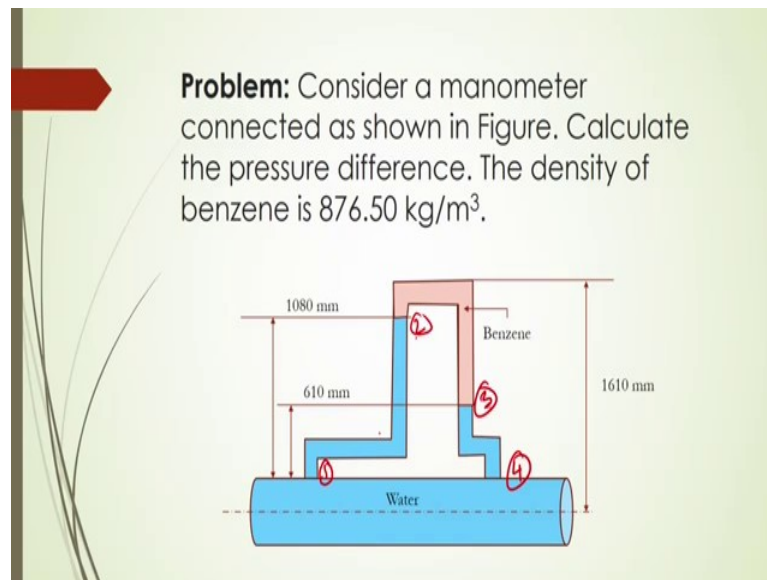 Problem: Consider a manometer
connected as shown in Figure. Calculate
the pressure difference. The density of
benzene is 876.50 kg/m³.
1080 mm
2
Benzene
610 mm
3
1610 mm
1
4
Water